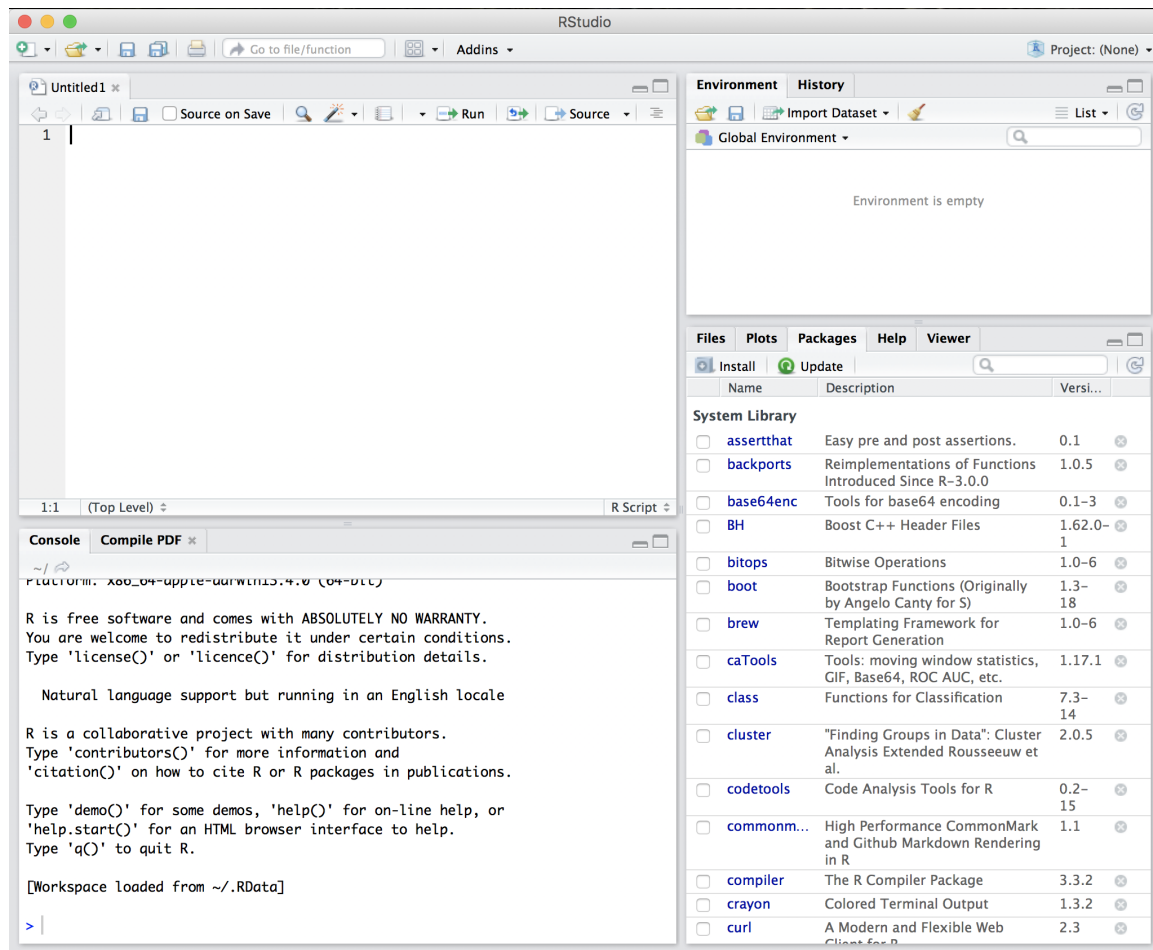 RStudio
Go to file/function
Addins
Project: (None)
Untitled1
Source on Save
Run
Source
1
1:1
(Top Level)
R Script
Console
Compile PDF
~/
Platform: x86_64-apple-darwin13.4.0 (64-bit)
R is free software and comes with ABSOLUTELY NO WARRANTY.
You are welcome to redistribute it under certain conditions.
Type 'license()' or 'licence()' for distribution details.
Natural language support but running in an English locale
R is a collaborative project with many contributors.
Type 'contributors()' for more information and
'citation()' on how to cite R or R packages in publications.
Type 'demo()' for some demos, 'help()' for on-line help, or
'help.start()' for an HTML browser interface to help.
Type 'q()' to quit R.
[Workspace loaded from ~/.RData]
>
Environment
History
Import Dataset
List
Global Environment
Environment is empty
Files
Plots
Packages
Help
Viewer
Install
Update
Name Description Versi...
System Library
assertthat Easy pre and post assertions. 0.1
backports Reimplementations of Functions 1.0.5
Introduced Since R-3.0.0
base64enc Tools for base64 encoding 0.1-3
BH Boost C++ Header Files 1.62.0-
1
bitops Bitwise Operations 1.0-6
boot Bootstrap Functions (Originally 1.3-
by Angelo Canty for S) 18
brew Templating Framework for 1.0-6
Report Generation
caTools Tools: moving window statistics, 1.17.1
GIF, Base64, ROC AUC, etc.
class Functions for Classification 7.3-
14
cluster "Finding Groups in Data": Cluster 2.0.5
Analysis Extended Rousseeuw et
al.
codetools Code Analysis Tools for R 0.2-
15
commonm... High Performance CommonMark 1.1
and Github Markdown Rendering
in R
compiler The R Compiler Package 3.3.2
crayon Colored Terminal Output 1.3.2
curl A Modern and Flexible Web 2.3
Client for R